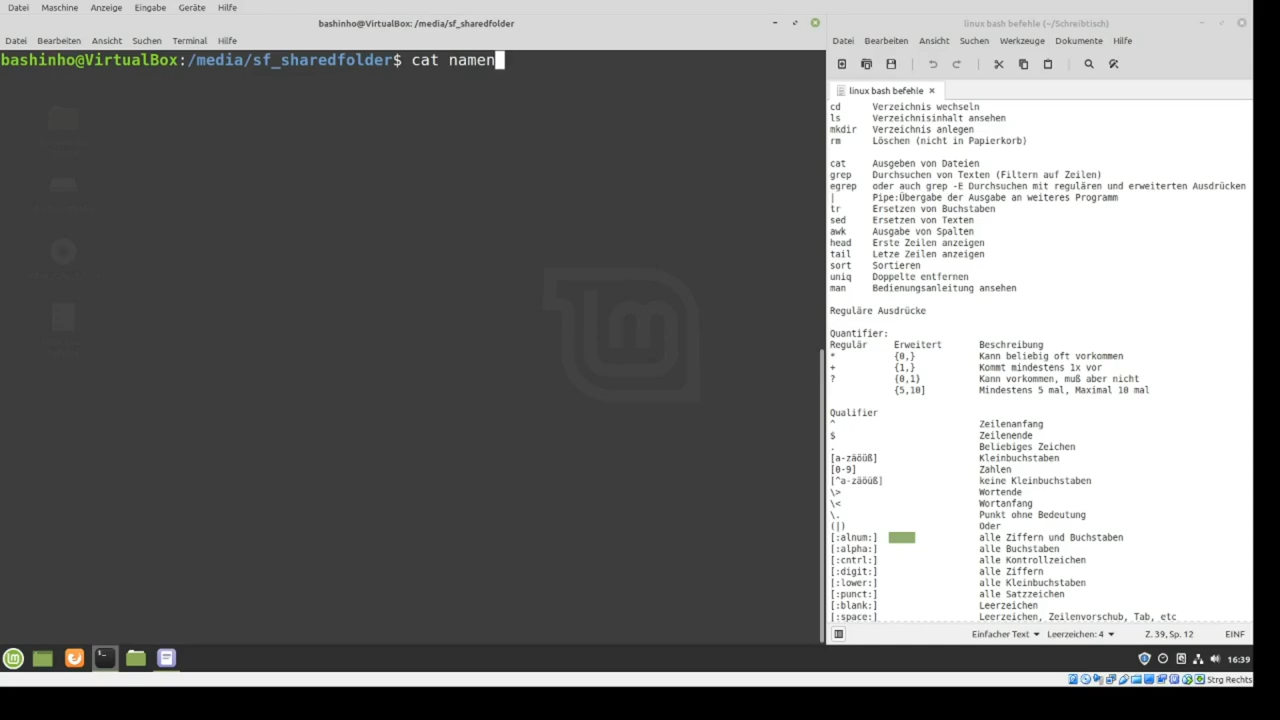 Datei Maschine Anzeige Eingabe Geräte Hilfe
bashinho@VirtualBox: /media/sf_sharedfolder
Datei Bearbeiten Ansicht Suchen Terminal Hilfe
bashinho@VirtualBox:/media/sf_sharedfolder$ cat namen
linux bash befehle (~/Schreibtisch)
Datei Bearbeiten Ansicht Suchen Werkzeuge Dokumente Hilfe
linux bash befehle
cd Verzeichnis wechseln
ls Verzeichnisinhalt ansehen
mkdir Verzeichnis anlegen
rm Löschen (nicht in Papierkorb)
cat Ausgeben von Dateien
grep Durchsuchen von Texten (Filtern auf Zeilen)
egrep oder auch grep -E Durchsuchen mit regulären und erweiterten Ausdrücken
| Pipe:Übergabe der Ausgabe an weiteres Programm
tr Ersetzen von Buchstaben
sed Ersetzen von Texten
awk Ausgabe von Spalten
head Erste Zeilen anzeigen
tail Letze Zeilen anzeigen
sort Sortieren
uniq Doppelte entfernen
man Bedienungsanleitung ansehen
Reguläre Ausdrücke
Quantifier:
Regulär Erweitert Beschreibung
* {0,} Kann beliebig oft vorkommen
+ {1,} Kommt mindestens 1x vor
? {0,1} Kann vorkommen, muß aber nicht
{5,10] Mindestens 5 mal, Maximal 10 mal
Qualifier
^ Zeilenanfang
$ Zeilenende
. Beliebiges Zeichen
[a-zäöüß] Kleinbuchstaben
[0-9] Zahlen
[^a-zäöüß] keine Kleinbuchstaben
\> Wortende
\< Wortanfang
\. Punkt ohne Bedeutung
(|) Oder
[:alnum:] alle Ziffern und Buchstaben
[:alpha:] alle Buchstaben
[:cntrl:] alle Kontrollzeichen
[:digit:] alle Ziffern
[:lower:] alle Kleinbuchstaben
[:punct:] alle Satzzeichen
[:blank:] Leerzeichen
[:space:] Leerzeichen, Zeilenvorschub, Tab, etc
Einfacher Text Leerzeichen: 4 Z. 39, Sp. 12 EINF
16:39
Strg Rechts